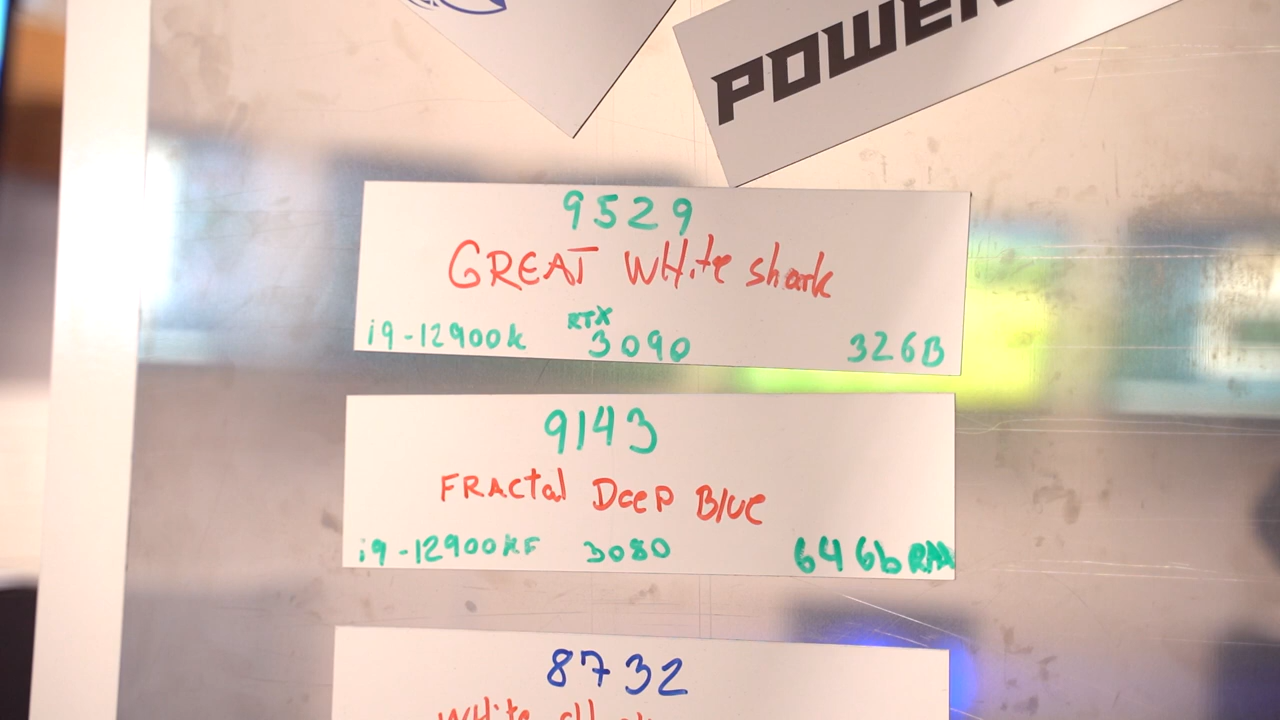 POWER
9529
GREAT WHite shark
RTX
i9-12900k 3090 32GB
9143
FRActal DeeP Blue
i9-12900KF 3080 64Gb RAM
8732
WHite